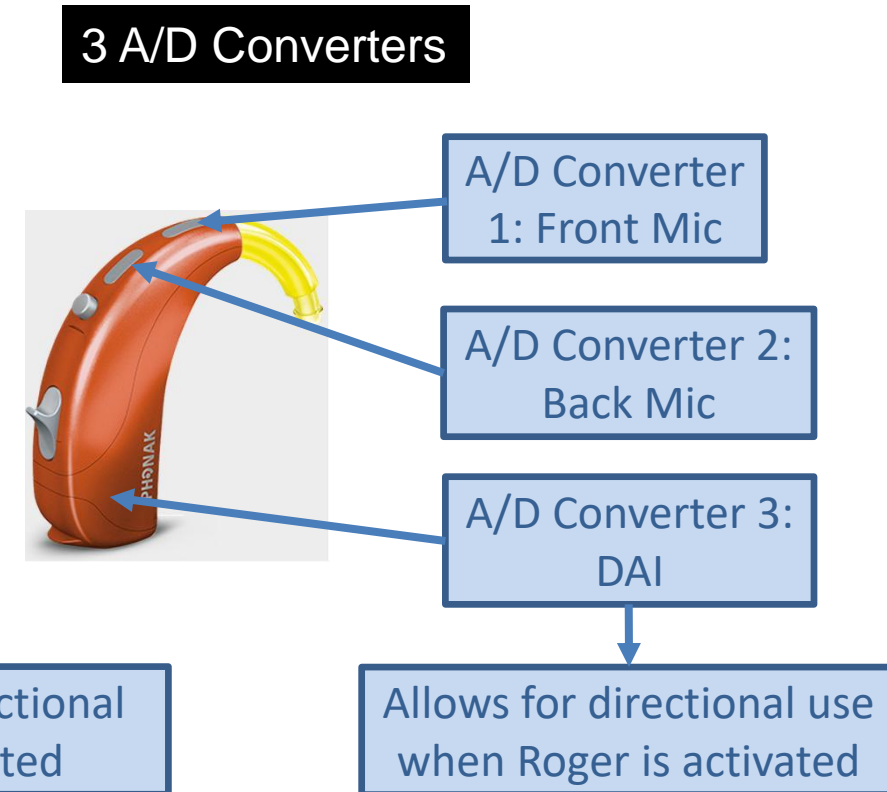 3 A/D Converters
A/D Converter
1: Front Mic
A/D Converter 2:
Back Mic
PHONAK
A/D Converter 3:
DAI
Allows for directional use
when Roger is activated